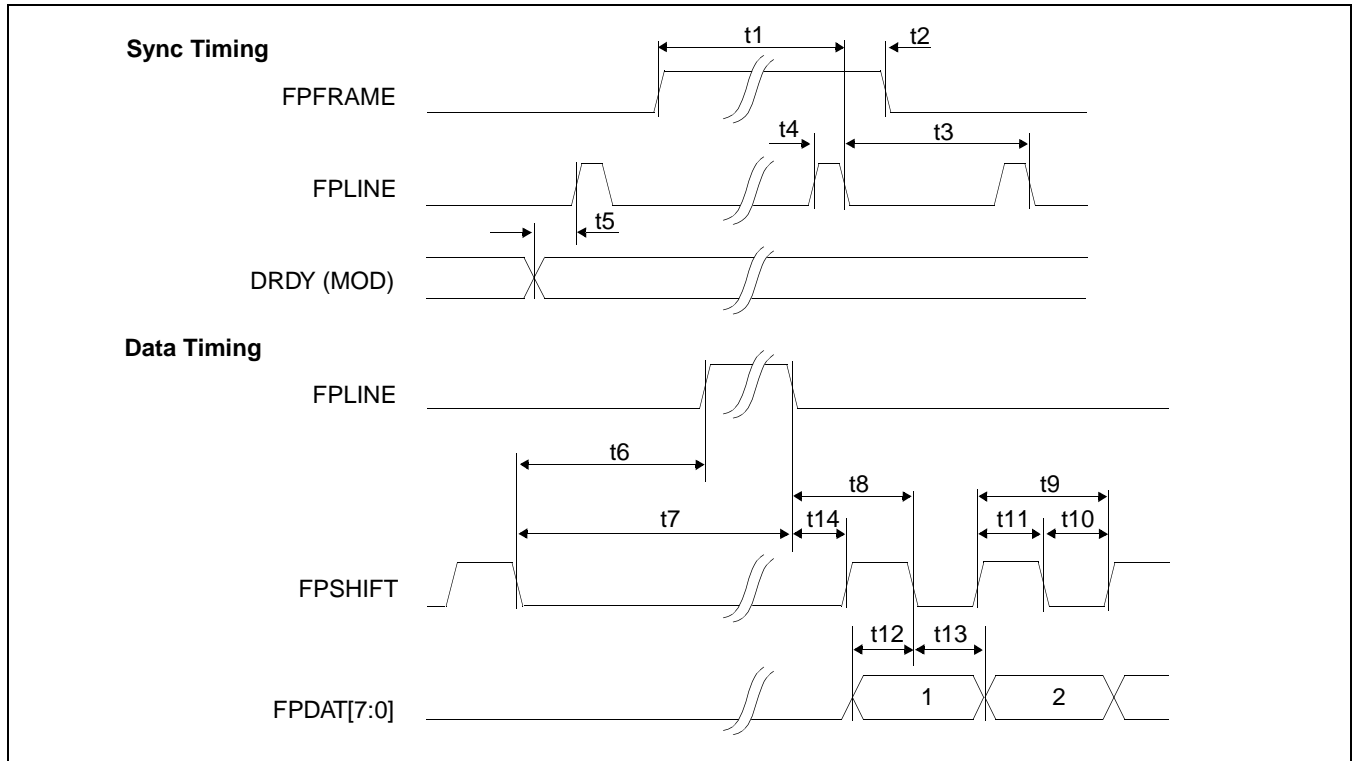 Sync Timing
t1
t2
FPFRAME
t4
t3
FPLINE
t5
DRDY (MOD)
Data Timing
FPLINE
t6
t8
t9
t7
t14
t11
t10
FPSHIFT
t12
t13
FPDAT[7:0]
1
2